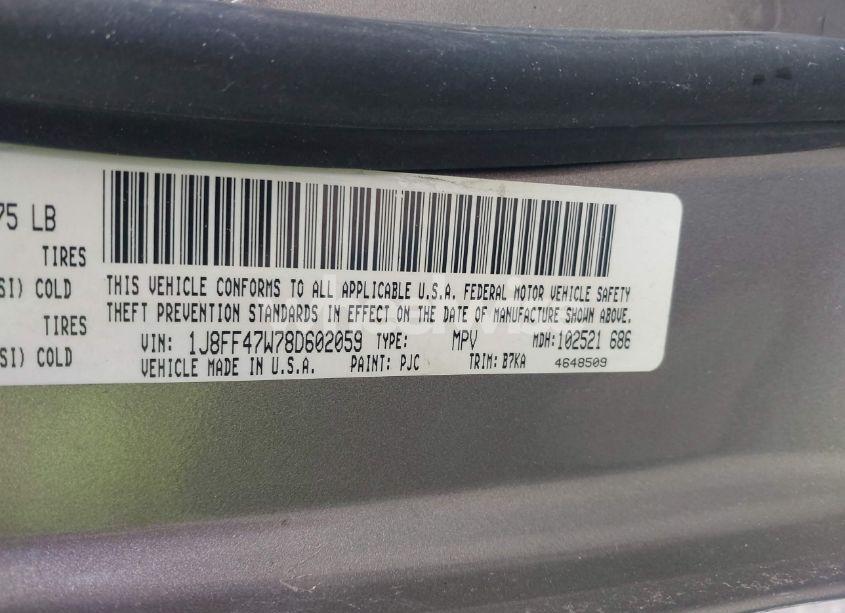 75 LB
TIRES
SI) COLD
TIRES
SI) COLD
THIS VEHICLE CONFORMS TO ALL APPLICABLE U.S.A. FEDERAL MOTOR VEHICLE SAFETY
THEFT PREVENTION STANDARDS IN EFFECT ON THE DATE OF MANUFACTURE SHOWN ABOVE.
VIN: 1J8FF47W78D602059 TYPE: MPV MDH:102521 686
VEHICLE MADE IN U.S.A. PAINT: PJC TRIM: B7KA 4648509